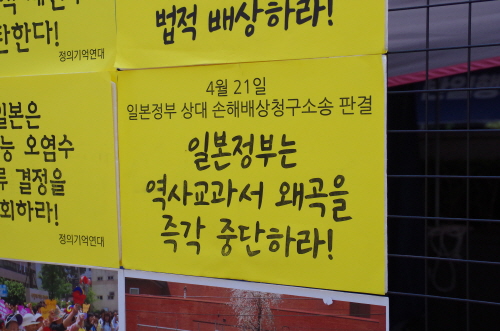 탄한다!
정의기억연대
법적 배상하라!
일본은
능 오염수
류 결정을
회하라!
정의기억연대
4월 21일
일본정부 상대 손해배상청구소송 판결
일본정부는
역사교과서 왜곡을
즉각 중단하라!